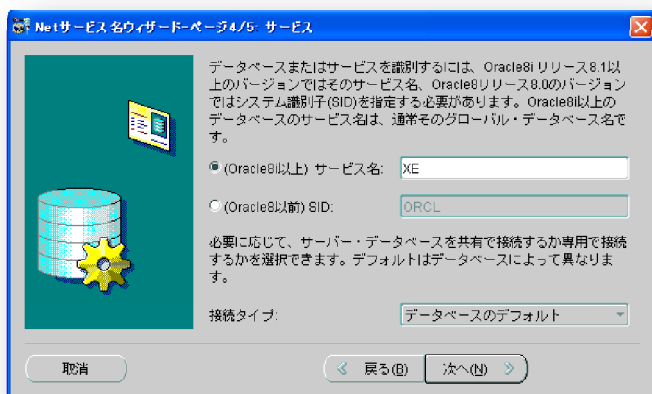 Netサービス名ウィザード-ページ4/5: サービス
データベースまたはサービスを識別するには、Oracle8i リリース8.1以
上のバージョンではそのサービス名、Oracle8リリース8.0のバージョン
ではシステム識別子(SID)を指定する必要があります。Oracle8i以上の
データベースのサービス名は、通常そのグローバル・データベース名で
す。
(Oracle8i以上) サービス名: XE
(Oracle8以前) SID: ORCL
必要に応じて、サーバー・データベースを共有で接続するか専用で接続
するかを選択できます。デフォルトはデータベースによって異なりま
す。
接続タイプ: データベースのデフォルト
取消 戻る(B) 次へ(N)